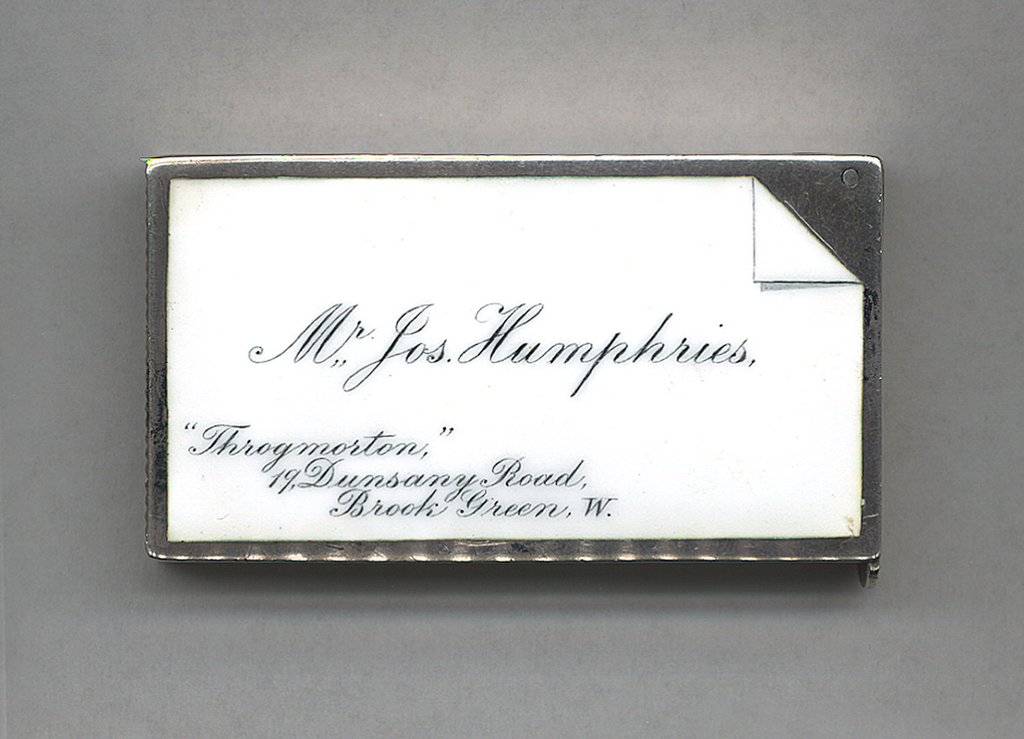 Mr. Jos. Humphries,
"Throgmorton,"
19, Dunsany Road,
Brook Green, W.